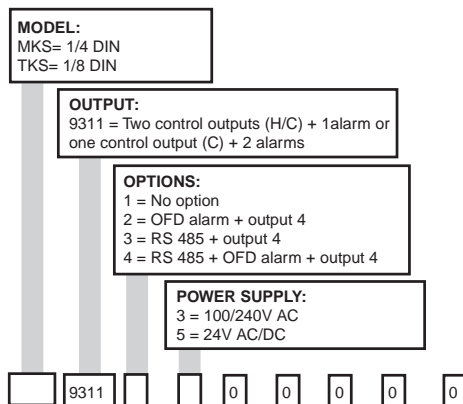 MODEL:
MKS= 1/4 DIN
TKS= 1/8 DIN
OUTPUT:
9311 = Two control outputs (H/C) + 1alarm or
one control output (C) + 2 alarms
OPTIONS:
1 = No option
2 = OFD alarm + output 4
3 = RS 485 + output 4
4 = RS 485 + OFD alarm + output 4
POWER SUPPLY:
3 = 100/240V AC
5 = 24V AC/DC
9311 0 0 0 0 0